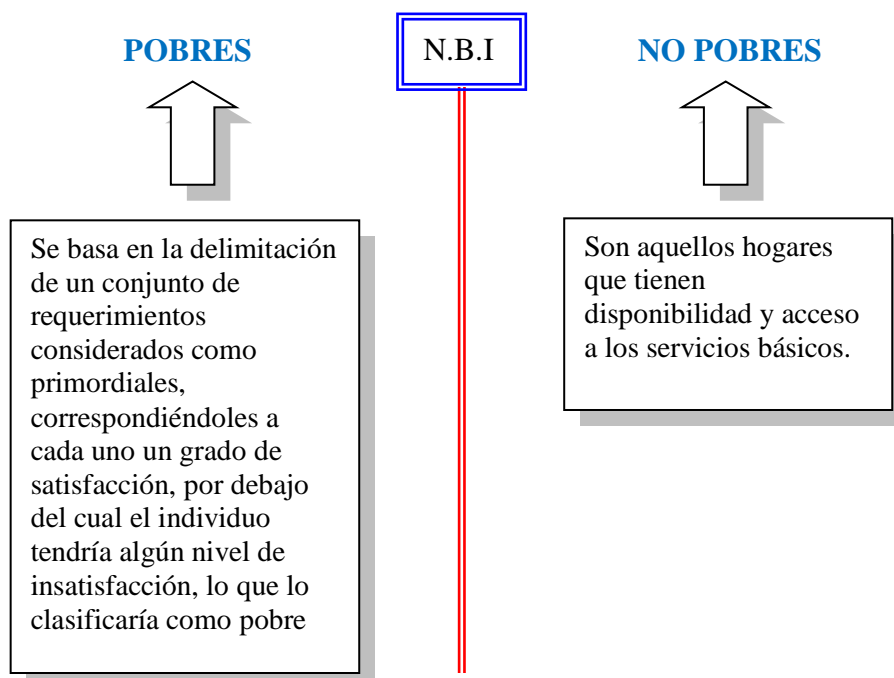 POBRES
N.B.I
NO POBRES
Se basa en la delimitación
de un conjunto de
requerimientos
considerados como
primordiales,
correspondiéndoles a
cada uno un grado de
satisfacción, por debajo
del cual el individuo
tendría algún nivel de
insatisfacción, lo que lo
clasificaría como pobre
Son aquellos hogares
que tienen
disponibilidad y acceso
a los servicios básicos.